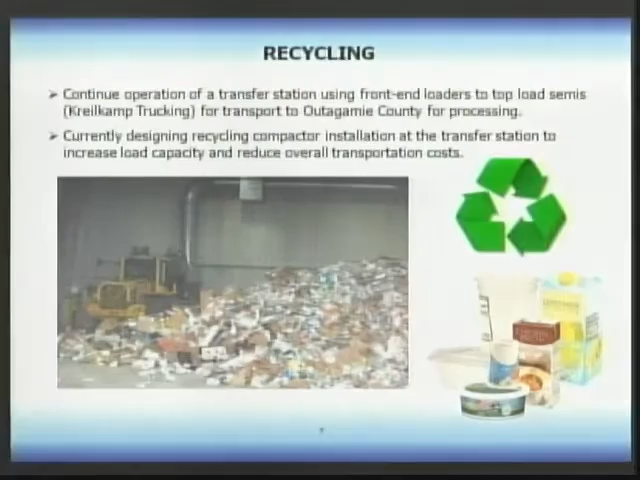 RECYCLING
➢ Continue operation of a transfer station using front-end loaders to top load semis
(Kreilkamp Trucking) for transport to Outagamie County for processing.
➢ Currently designing recycling compactor installation at the transfer station to
increase load capacity and reduce overall transportation costs.